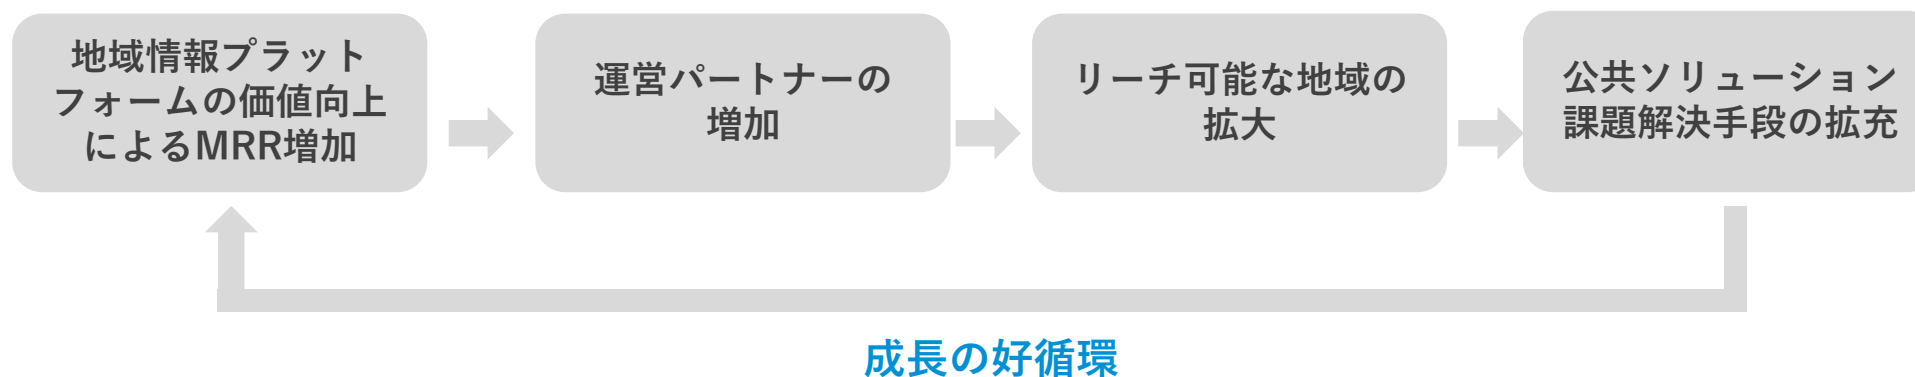 地域情報プラット
フォームの価値向上
によるMRR増加
運営パートナーの
増加
リーチ可能な地域の
拡大
公共ソリューション
課題解決手段の拡充
成長の好循環